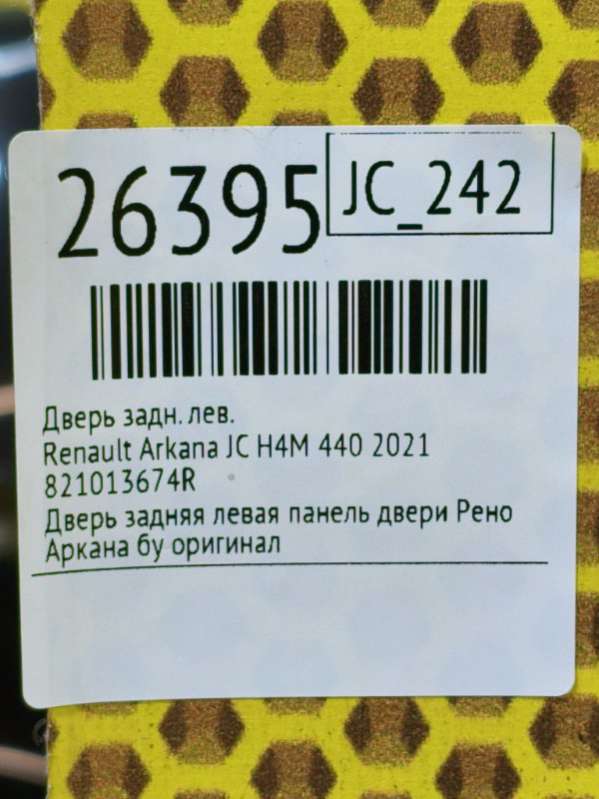 26395
JC_242
Дверь задн. лев.
Renault Arkana JC H4M 440 2021
821013674R
Дверь задняя левая панель двери Рено
Аркана бу оригинал